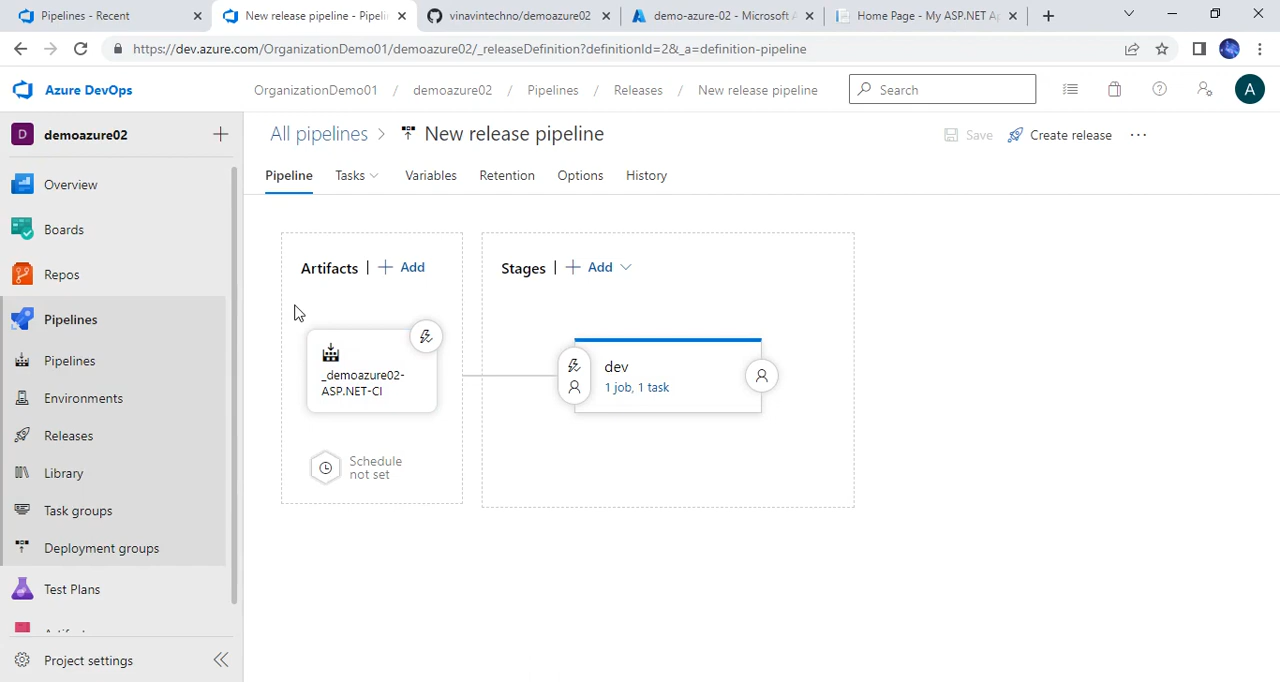 Pipelines - Recent
New release pipeline - Pipeli
vinavintechno/demoazure02
demo-azure-02 - Microsoft A
Home Page - My ASP.NET Ap
https://dev.azure.com/OrganizationDemo01/demoazure02/_releaseDefinition?definitionId=2&_a=definition-pipeline
Azure DevOps
OrganizationDemo01 / demoazure02 / Pipelines / Releases / New release pipeline
Search
A
D demoazure02
All pipelines > New release pipeline
Save
Create release
Pipeline
Tasks
Variables
Retention
Options
History
Overview
Boards
Repos
Pipelines
Pipelines
Environments
Releases
Library
Task groups
Deployment groups
Test Plans
Project settings
Artifacts | + Add
_demoazure02-
ASP.NET-CI
Schedule
not set
Stages | + Add
dev
1 job, 1 task